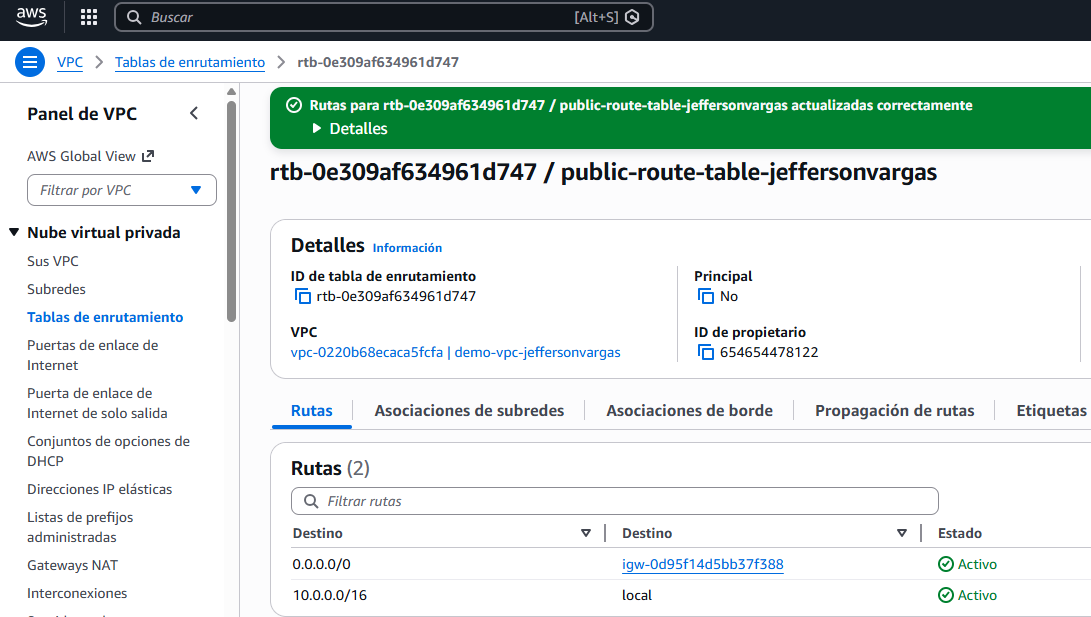 aws
Buscar [Alt+S]
VPC > Tablas de enrutamiento > rtb-0e309af634961d747
Panel de VPC
AWS Global View
Filtrar por VPC
Nube virtual privada
Sus VPC
Subredes
Tablas de enrutamiento
Puertas de enlace de
Internet
Puerta de enlace de
Internet de solo salida
Conjuntos de opciones de
DHCP
Direcciones IP elásticas
Listas de prefijos
administradas
Gateways NAT
Interconexiones
Rutas para rtb-0e309af634961d747 / public-route-table-jeffersonvargas actualizadas correctamente
Detalles
rtb-0e309af634961d747 / public-route-table-jeffersonvargas
Detalles Información
ID de tabla de enrutamiento
rtb-0e309af634961d747
Principal
No
VPC
vpc-0220b68ecaca5fcfa | demo-vpc-jeffersonvargas
ID de propietario
654654478122
Rutas Asociaciones de subredes Asociaciones de borde Propagación de rutas Etiquetas
Rutas (2)
Filtrar rutas
Destino Destino Estado
0.0.0.0/0 igw-0d95f14d5bb37f388 Activo
10.0.0.0/16 local Activo